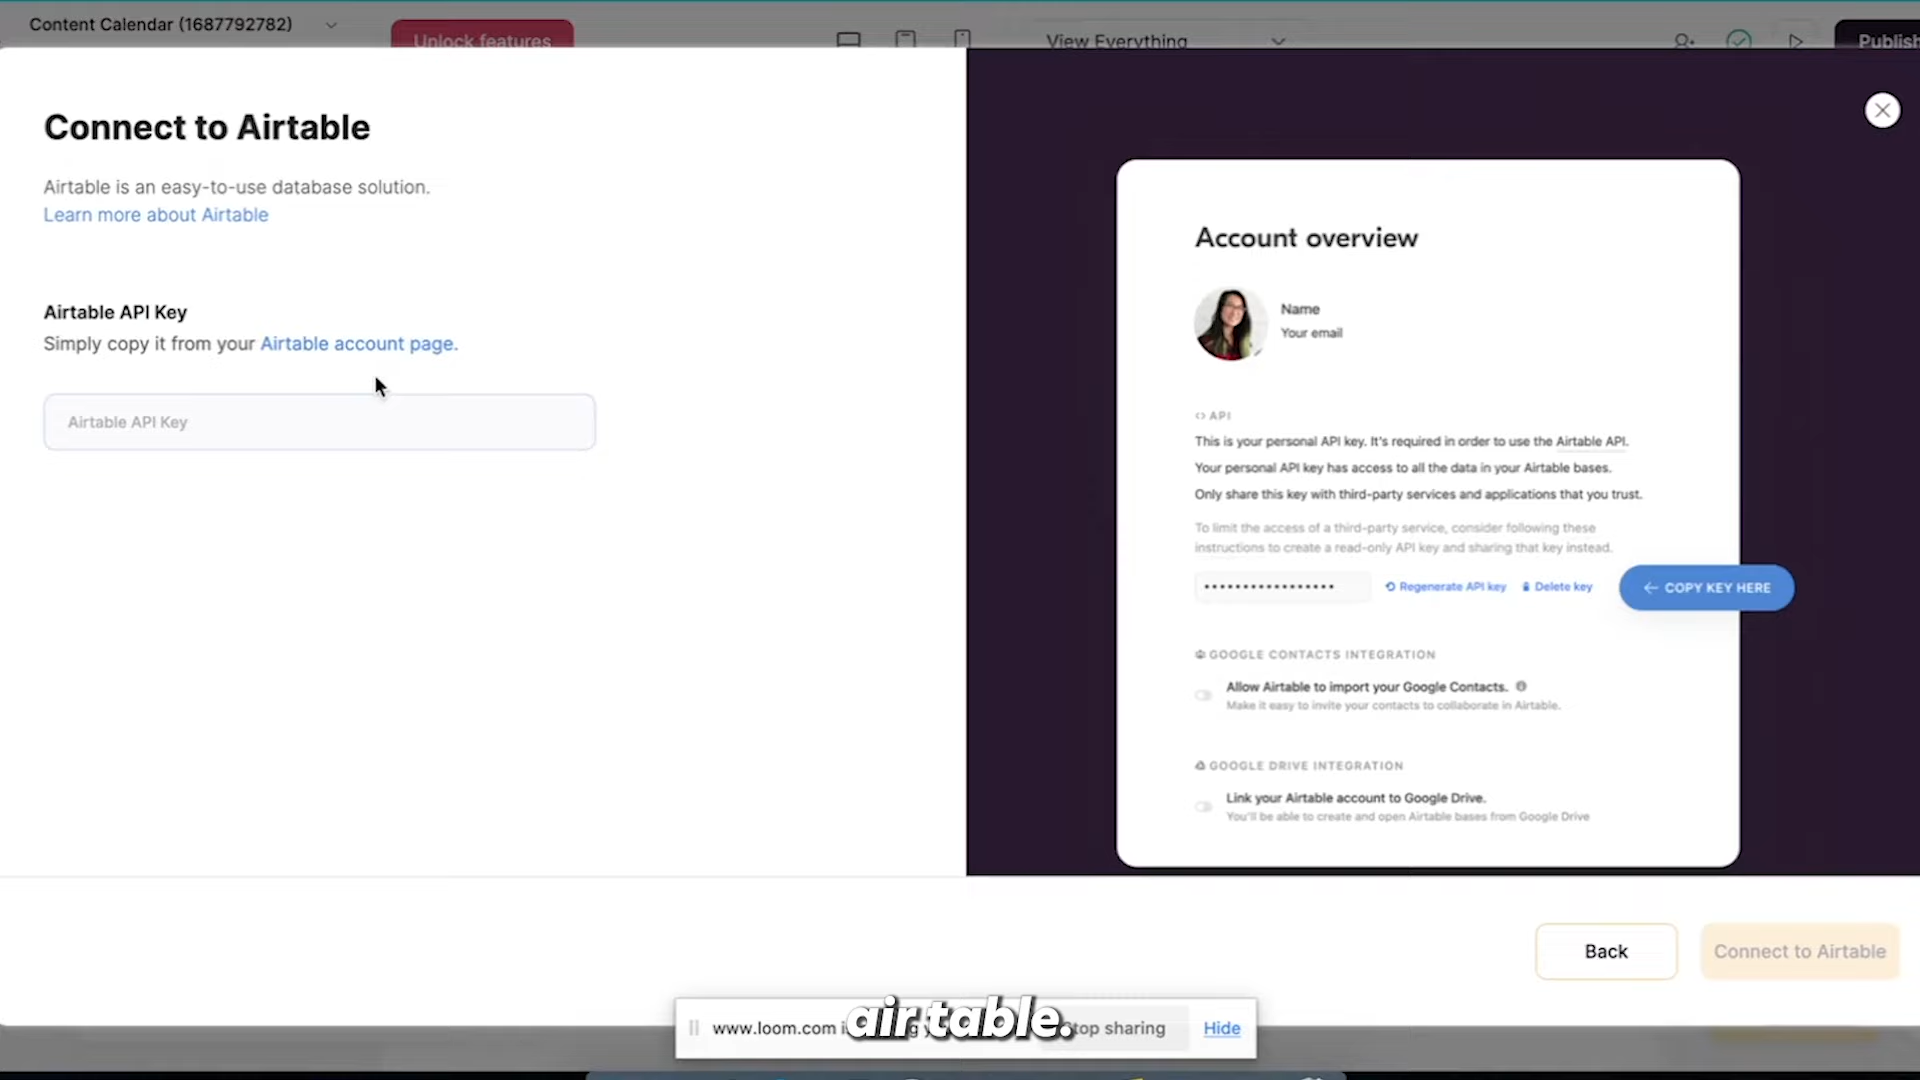 Content Calendar (1687792782)
Unlock features
View Everything
Publish
Connect to Airtable
Airtable is an easy-to-use database solution.
Learn more about Airtable
Airtable API Key
Simply copy it from your Airtable account page.
Airtable API Key
Account overview
Name
Your email
<> API
This is your personal API key. It's required in order to use the Airtable API.
Your personal API key has access to all the data in your Airtable bases.
Only share this key with third-party services and applications that you trust.
To limit the access of a third-party service, consider following these
instructions to create a read-only API key and sharing that key instead.
•••••••••••••••••
Regenerate API key
Delete key
← COPY KEY HERE
GOOGLE CONTACTS INTEGRATION
Allow Airtable to import your Google Contacts.
Make it easy to invite your contacts to collaborate in Airtable.
GOOGLE DRIVE INTEGRATION
Link your Airtable account to Google Drive.
You'll be able to create and open Airtable bases from Google Drive
Back
Connect to Airtable
www.loom.com
air table.
sharing
Hide